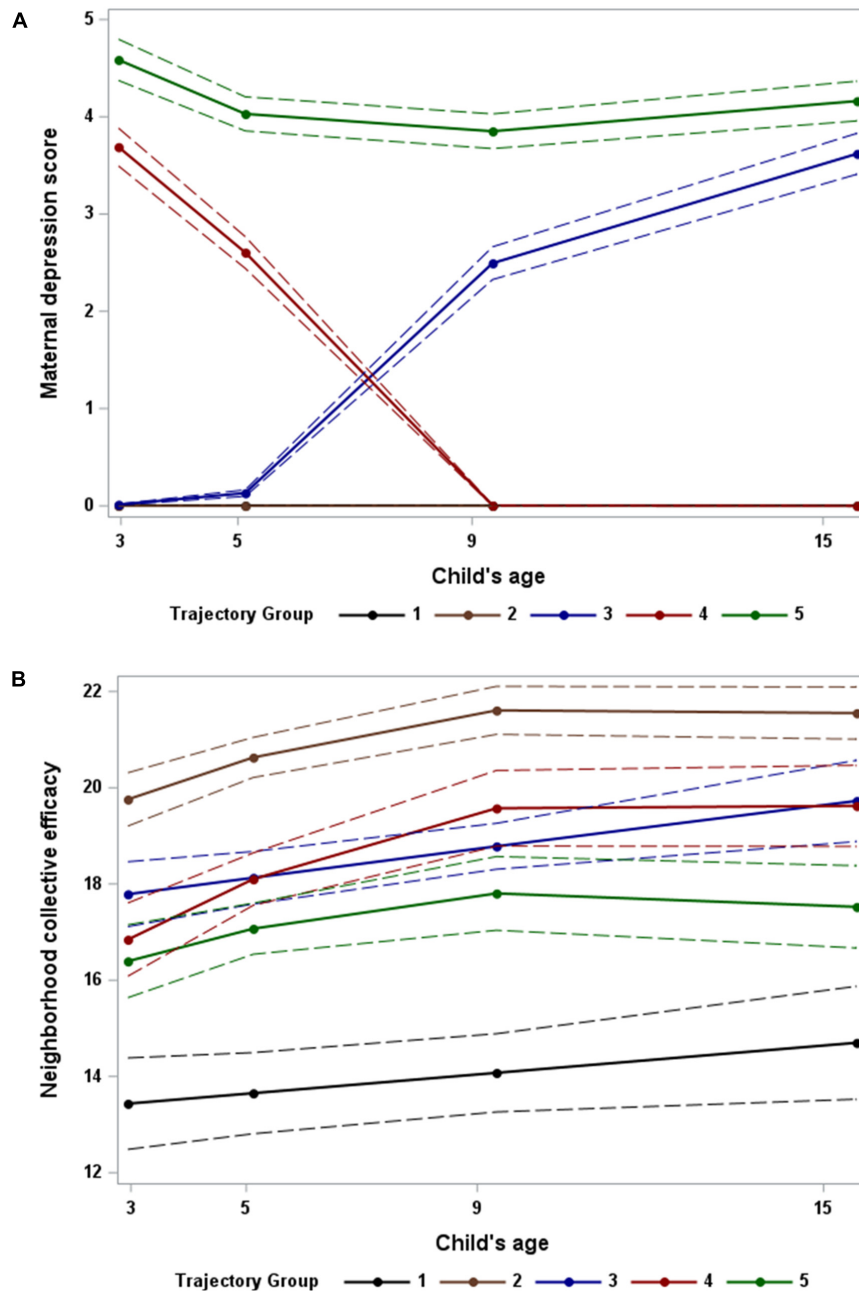 A
Maternal depression score
5
4
3
2
1
0
3 5 9 15
Child's age
Trajectory Group 1 2 3 4 5
B
Neighborhood collective efficacy
22
20
18
16
14
12
3 5 9 15
Child's age
Trajectory Group 1 2 3 4 5